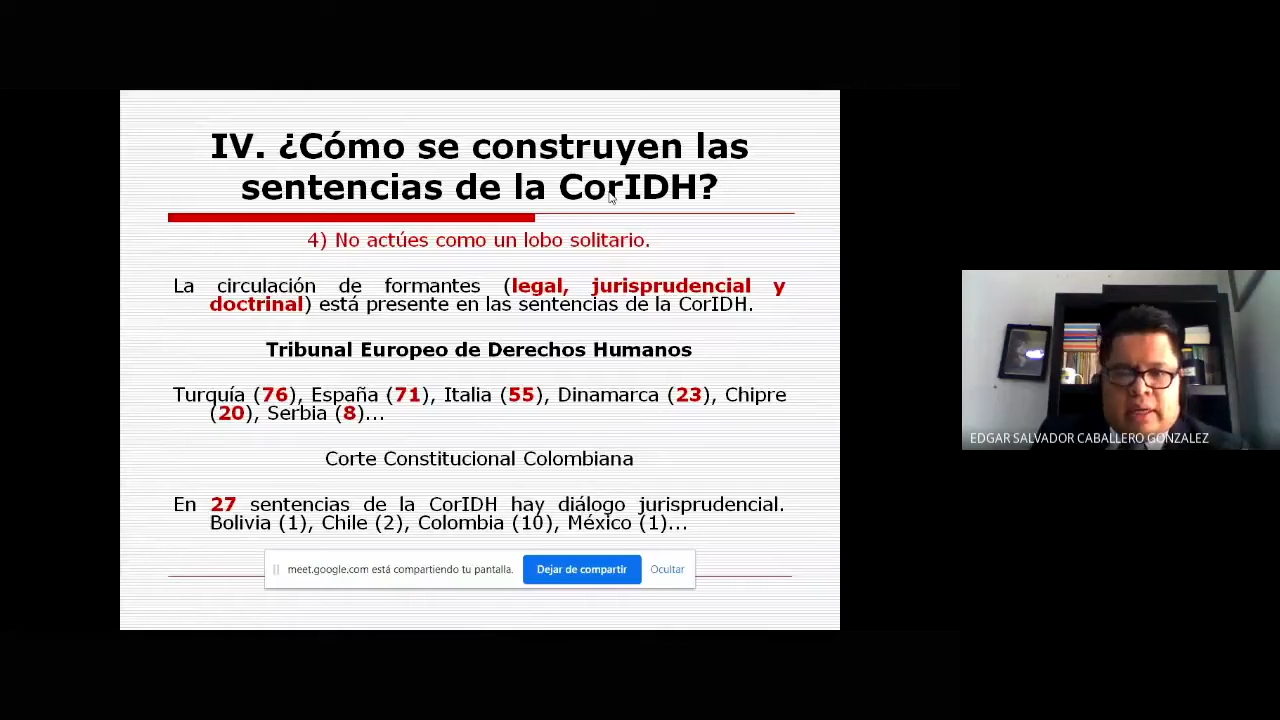 IV. ¿Cómo se construyen las
sentencias de la CorIDH?
4) No actúes como un lobo solitario.
La circulación de formantes (legal, jurisprudencial y
doctrinal) está presente en las sentencias de la CorIDH.
Tribunal Europeo de Derechos Humanos
Turquía (76), España (71), Italia (55), Dinamarca (23), Chipre
(20), Serbia (8)...
Corte Constitucional Colombiana
En 27 sentencias de la CorIDH hay diálogo jurisprudencial.
Bolivia (1), Chile (2), Colombia (10), México (1)...
meet.google.com está compartiendo tu pantalla. Dejar de compartir Ocultar
EDGAR SALVADOR CABALLERO GONZALEZ